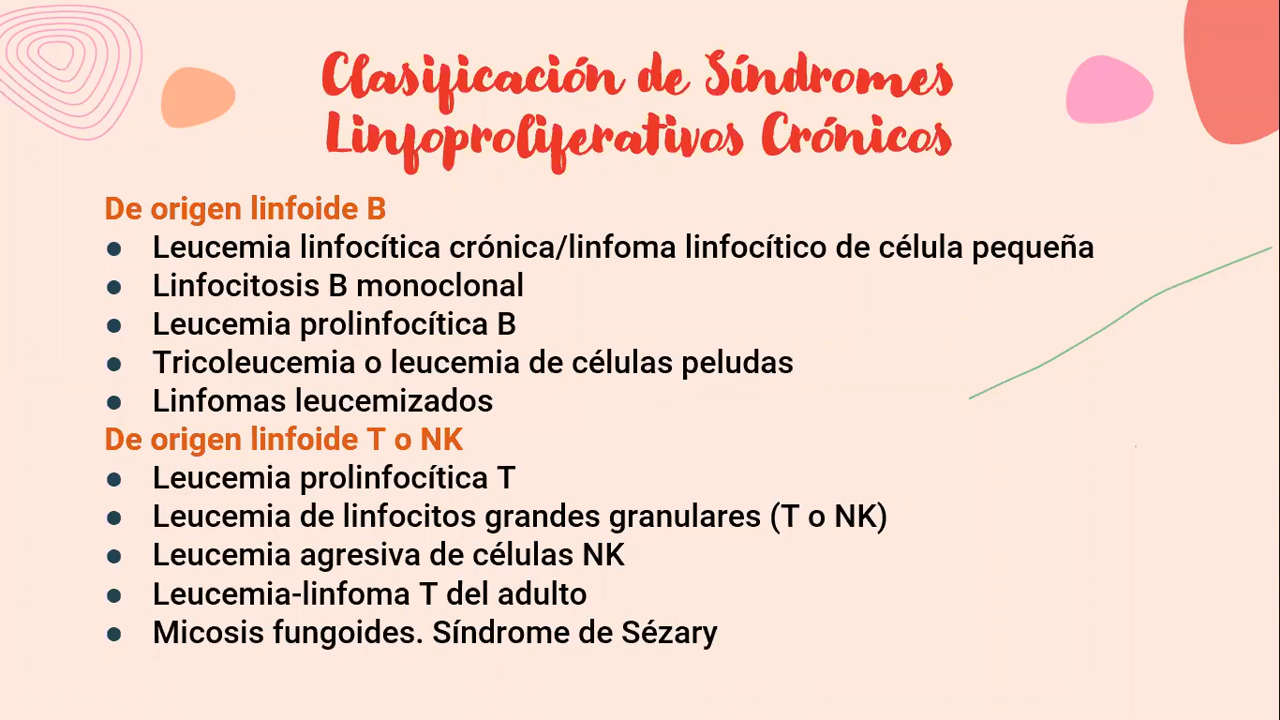 Clasificación de Síndromes
Linfoproliferativos Crónicos
De origen linfoide B
● Leucemia linfocítica crónica/linfoma linfocítico de célula pequeña
● Linfocitosis B monoclonal
● Leucemia prolinfocítica B
● Tricoleucemia o leucemia de células peludas
● Linfomas leucemizados
De origen linfoide T o NK
● Leucemia prolinfocítica T
● Leucemia de linfocitos grandes granulares (T o NK)
● Leucemia agresiva de células NK
● Leucemia-linfoma T del adulto
● Micosis fungoides. Síndrome de Sézary